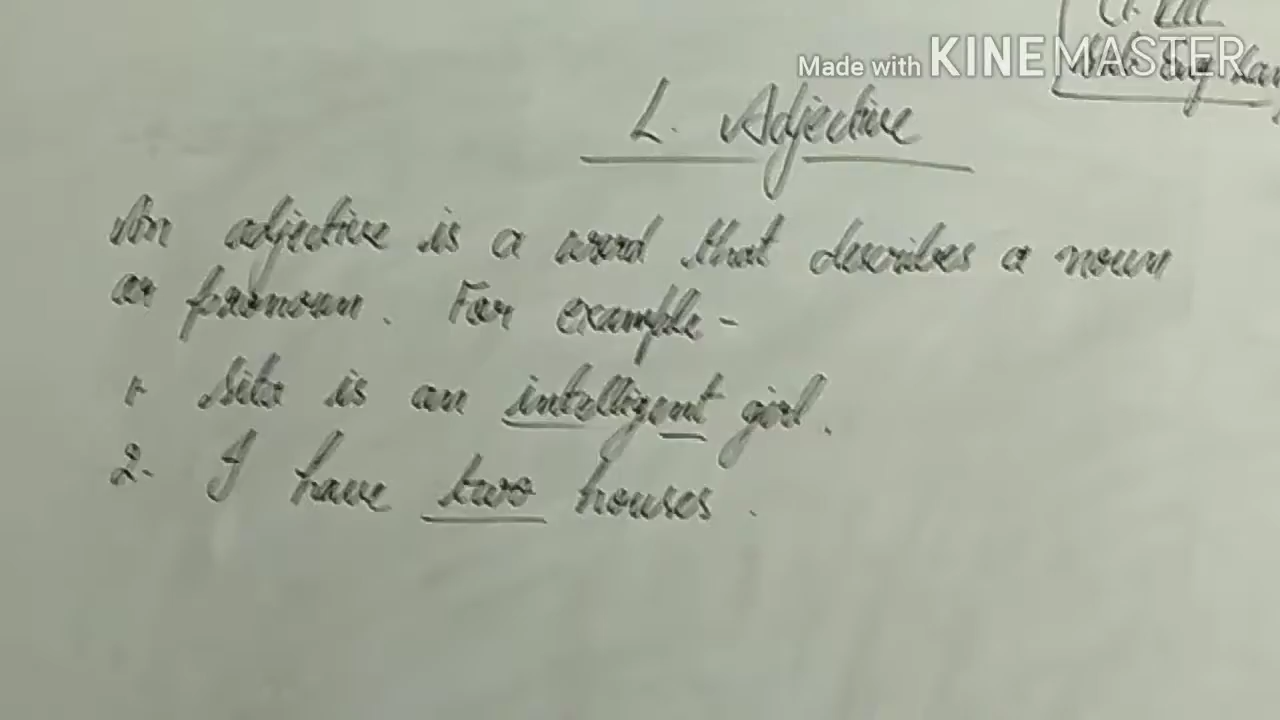 Made with KINEMASTER
L. Adjective
An adjective is a word that describes a noun
or pronoun. For example-
1. Sita is an intelligent girl.
2. I have two houses.